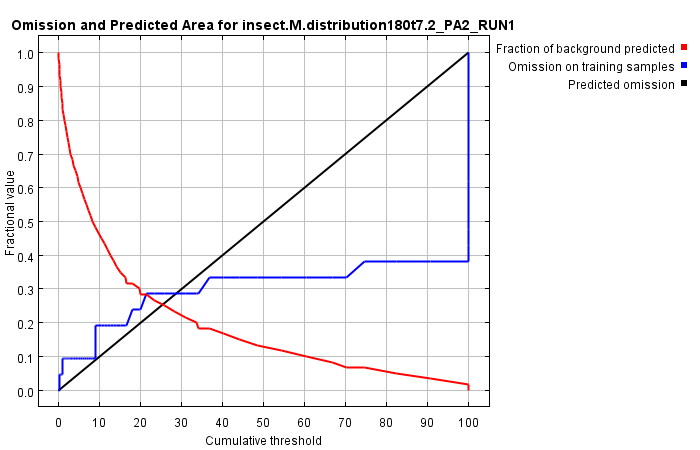 Omission and Predicted Area for insect.M.distribution180t7.2_PA2_RUN1
Fraction of background predicted
Omission on training samples
Predicted omission
Fractional value
1.0
0.9
0.8
0.7
0.6
0.5
0.4
0.3
0.2
0.1
0.0
0 10 20 30 40 50 60 70 80 90 100
Cumulative threshold